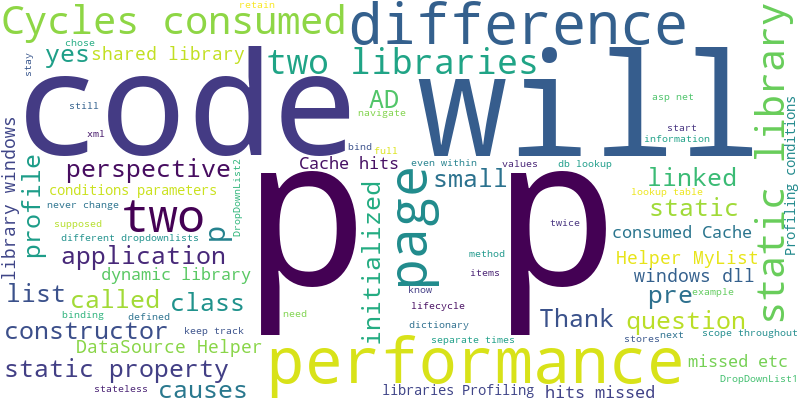 retain
Cycles consumed
difference
chose
yes
shared library
two libraries
stay
code
will
static library
still
AD
asp net
navigate
xml
start
information
bind
full
library windows
profile
perspective
Cache hits
even within
values
db lookup
Profiling conditions
conditions parameters
DropDownList2
initialized
page
small
linked
lookup table
never change
two
p
p p
static
supposed
twice
different dropdownlists
consumed Cache
application
method
Helper MyList
dynamic library
items
windows dll
list
called
class
know
pre
example
lifecycle
binding
defined
need
dictionary
Thank
question
stores
next
constructor
keep track
scope throughout
DataSource Helper
performance
separate times
static property
missed etc
stateless
causes
libraries Profiling
hits missed
DropDownList1